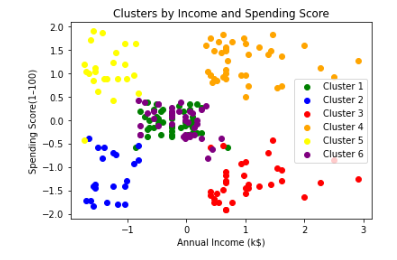 Clusters by Income and Spending Score
Spending Score(1-100)
2.0
1.5
1.0
0.5
0.0
−0.5
−1.0
−1.5
−2.0
Cluster 1
Cluster 2
Cluster 3
Cluster 4
Cluster 5
Cluster 6
−1
0
1
2
3
Annual Income (k$)